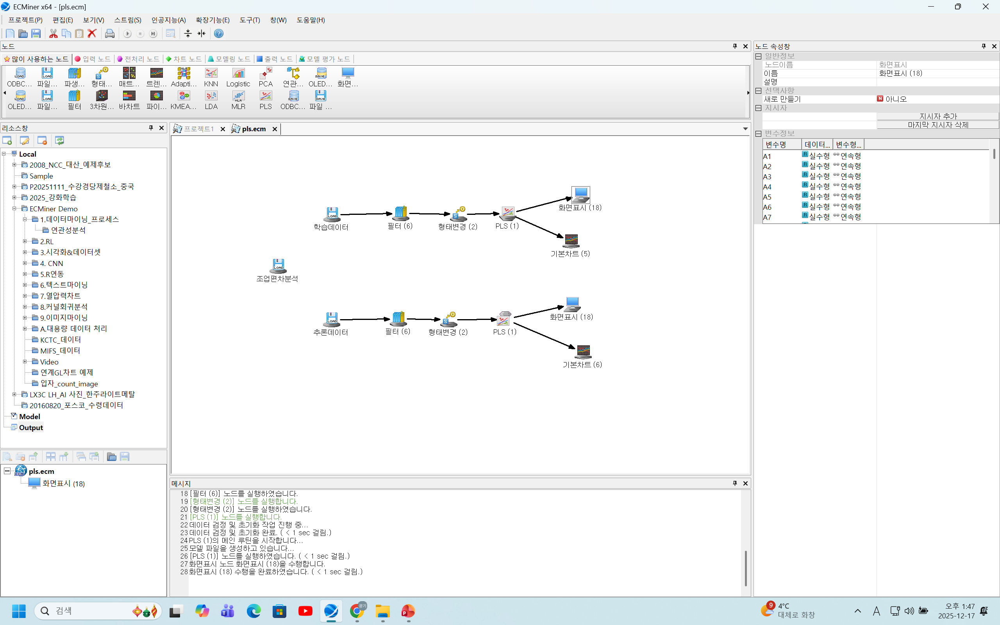 ECMiner x64 - [pls.ecm]
프로젝트(P) 편집(E) 보기(V) 스트림(S) 인공지능(A) 확장기능(E) 도구(T) 창(W) 도움말(H)
노드
많이 사용하는 노드 입력 노드 전처리 노드 차트 노드 모델링 노드 출력 노드 모델 평가 노드
ODBC... 파일... 파생... 형태... 매트... 트렌... Adapti... KNN Logistic PCA 연관... OLED... 화면...
OLED... 파일... 필터 3차원... 바차트 파이... KMEA... LDA MLR PLS ODBC... 파일 ...
리소스창
Local
2008_NCC_대산_예제후보
Sample
P20251111_수강경당제철소_중국
2025_강화학습
ECMiner Demo
1.데이터마이닝_프로세스
연관성분석
2.RL
3.시각화&데이터셋
4. CNN
5.R연동
6.텍스트마이닝
7.열압력차트
8.커널회귀분석
9.이미지마이닝
A.대용량 데이터 처리
KCTC_데이터
MIFS_데이터
Video
연계GL차트 예제
입자_count_image
LX3C LH_AI 사진_한주라이트메탈
20160820_포스코_수령데이터
Model
Output
pls.ecm
화면표시 (18)
프로젝트1 pls.ecm
화면표시 (18)
학습데이터 필터 (6) 형태변경 (2) PLS (1)
기본차트 (5)
조업편차분석
화면표시 (18)
추론데이터 필터 (6) 형태변경 (2) PLS (1)
기본차트 (6)
메시지
18 [필터 (6)] 노드를 실행하였습니다.
19 [형태변경 (2)] 노드를 실행합니다.
20 [형태변경 (2)] 노드를 실행하였습니다.
21 [PLS (1)] 노드를 실행합니다.
22 데이터 검정 및 초기화 작업 진행 중...
23 데이터 검정 및 초기화 완료. ( < 1 sec 걸림.)
24 PLS (1)의 메인 루틴을 시작합니다...
25 모델 파일을 생성하고 있습니다...
26 [PLS (1)] 노드를 실행하였습니다. ( < 1 sec 걸림.)
27 화면표시 노드 화면표시 (18)을 수행합니다.
28 화면표시 (18) 수행을 완료하였습니다. ( < 1 sec 걸림.)
노드 속성창
일반정보
노드이름 화면표시
이름 화면표시 (18)
설명
선택사항
새로 만들기 N 아니오
지시자
지시자 추가
마지막 지시자 삭제
변수정보
변수명 데이터... 변수형...
A1 R 실수형 연속형
A2 R 실수형 연속형
A3 R 실수형 연속형
A4 R 실수형 연속형
A5 R 실수형 연속형
A6 R 실수형 연속형
A7 R 실수형 연속형
검색
9 4°C
대체로 화창
A
오후 1:47
2025-12-17